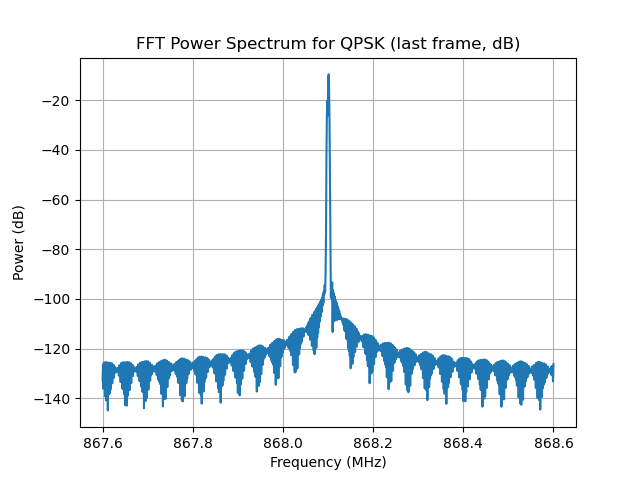 FFT Power Spectrum for QPSK (last frame, dB)
Power (dB)
−20
−40
−60
−80
−100
−120
−140
867.6 867.8 868.0 868.2 868.4 868.6
Frequency (MHz)